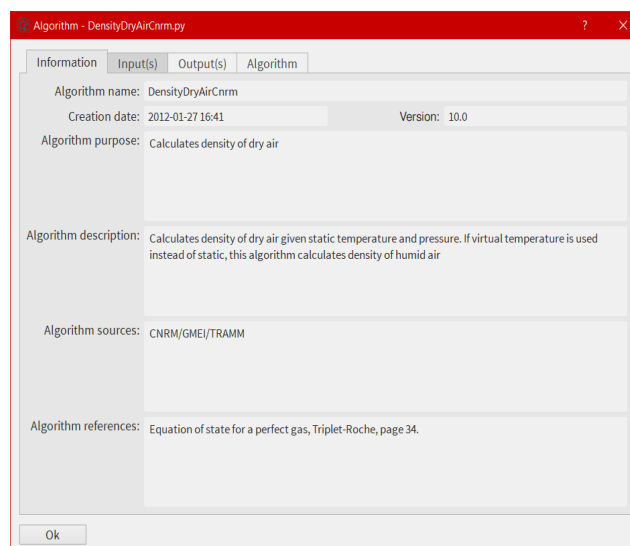 Algorithm - DensityDryAirCnrm.py ? ×
Information Input(s) Output(s) Algorithm
Algorithm name: DensityDryAirCnrm
Creation date: 2012-01-27 16:41 Version: 10.0
Algorithm purpose: Calculates density of dry air
Algorithm description: Calculates density of dry air given static temperature and pressure. If virtual temperature is used
instead of static, this algorithm calculates density of humid air
Algorithm sources: CNRM/GMEI/TRAMM
Algorithm references: Equation of state for a perfect gas, Triplet-Roche, page 34.
Ok